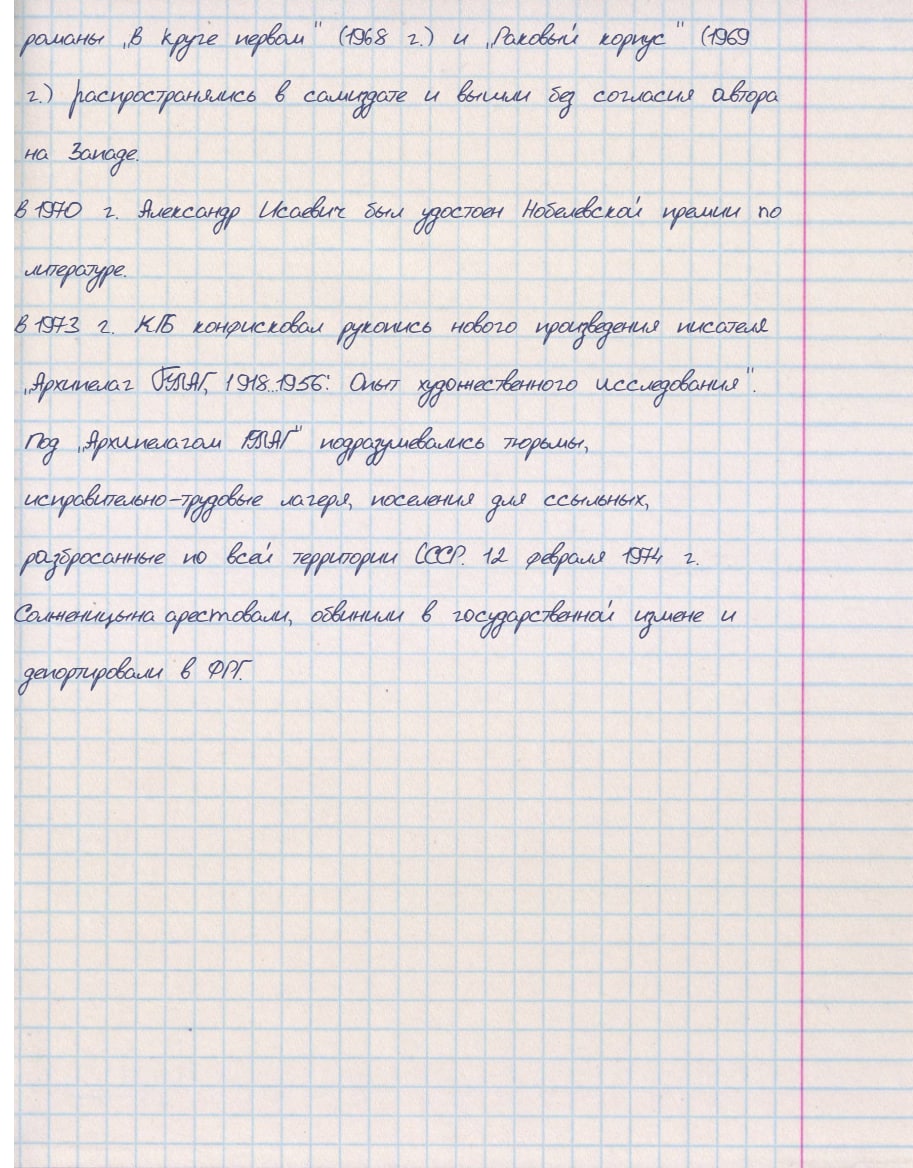 романы „В круге первом" (1968 г.) и „Раковый корпус" (1969
г.) распространялись в самиздате и вышли без согласия автора
на Западе.
В 1970 г. Александр Исаевич был удостоен Нобелевской премии по
литературе.
В 1973 г. КГБ конфисковал рукопись нового произведения писателя
„Архипелаг ГУЛАГ, 1918...1956: Опыт художественного исследования".
Под „Архипелагом ГУЛАГ" подразумевались тюрьмы,
исправительно-трудовые лагеря, поселения для ссыльных,
разбросанные по всей территории СССР. 12 февраля 1974 г.
Солженицына арестовали, обвинили в государственной измене и
депортировали в ФРГ.